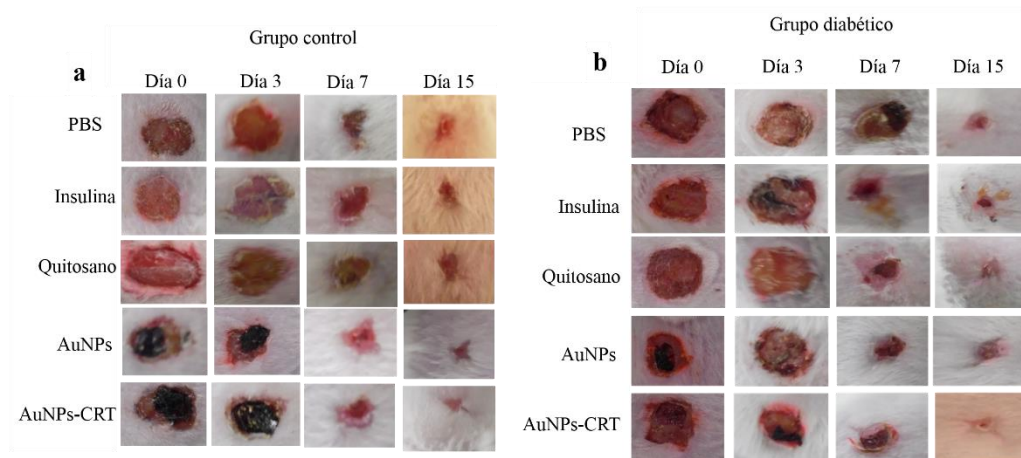 Grupo control
a
Día 0 Día 3 Día 7 Día 15
PBS
Insulina
Quitosano
AuNPs
AuNPs-CRT
Grupo diabético
b
Día 0 Día 3 Día 7 Día 15
PBS
Insulina
Quitosano
AuNPs
AuNPs-CRT